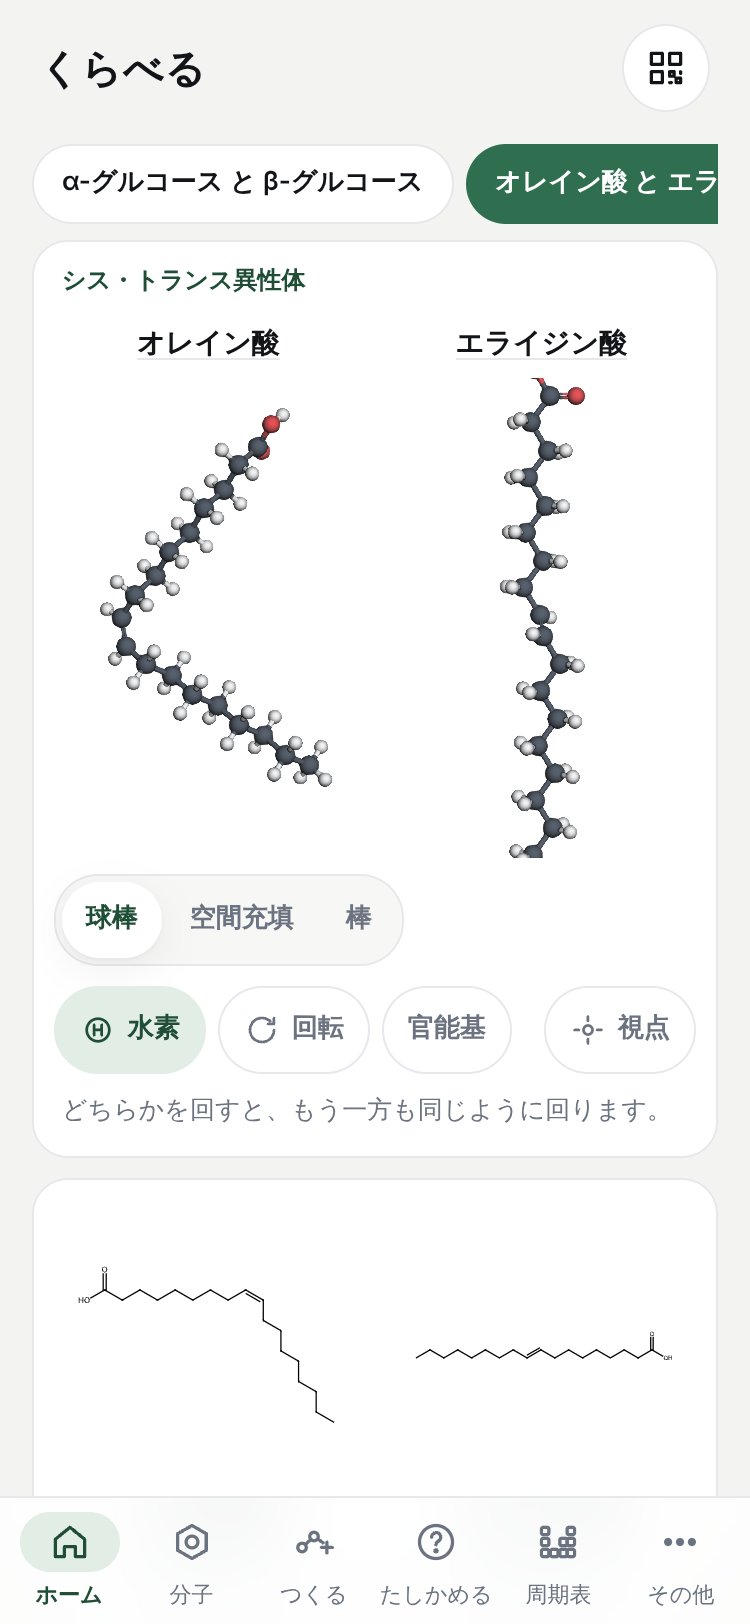 くらべる
α-グルコース と β-グルコース
オレイン酸 と エラ
シス・トランス異性体
オレイン酸
エライジン酸
球棒
空間充填
棒
水素
回転
官能基
視点
どちらかを回すと、もう一方も同じように回ります。
O
HO
O
OH
ホーム
分子
つくる
たしかめる
周期表
その他